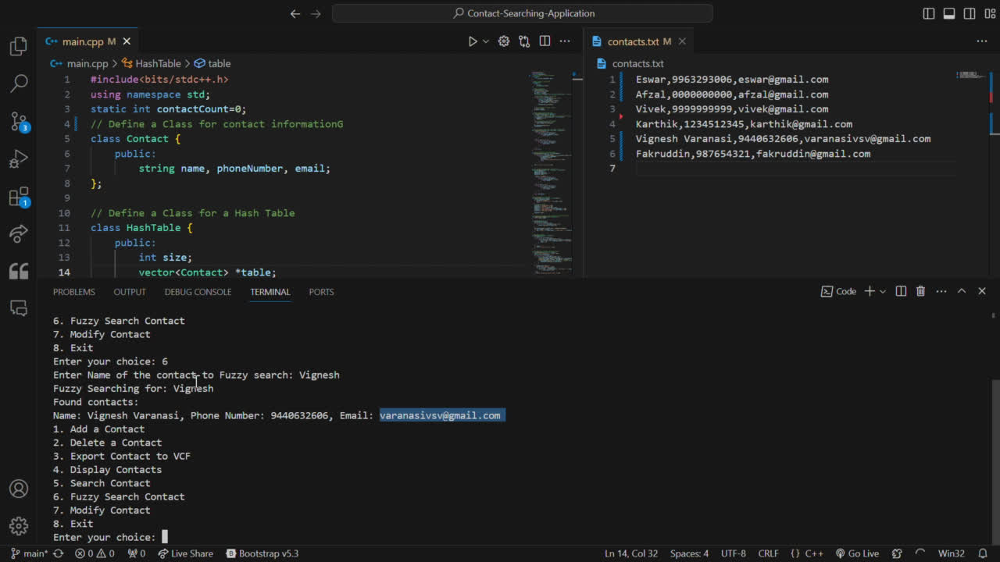 Contact-Searching-Application
main.cpp M
main.cpp > HashTable > table
1 #include<bits/stdc++.h>
2 using namespace std;
3 static int contactCount=0;
4 // Define a Class for contact informationG
5 class Contact {
6 public:
7 string name, phoneNumber, email;
8 };
9
10 // Define a Class for a Hash Table
11 class HashTable {
12 public:
13 int size;
14 vector<Contact> *table;
contacts.txt M
contacts.txt
1 Eswar,9963293006,eswar@gmail.com
2 Afzal,0000000000,afzal@gmail.com
3 Vivek,9999999999,vivek@gmail.com
4 Karthik,1234512345,karthik@gmail.com
5 Vignesh Varanasi,9440632606,varanasivsv@gmail.com
6 Fakruddin,987654321,fakruddin@gmail.com
7
3
1
PROBLEMS OUTPUT DEBUG CONSOLE TERMINAL PORTS Code
6. Fuzzy Search Contact
7. Modify Contact
8. Exit
Enter your choice: 6
Enter Name of the contact to Fuzzy search: Vignesh
Fuzzy Searching for: Vignesh
Found contacts:
Name: Vignesh Varanasi, Phone Number: 9440632606, Email: varanasivsv@gmail.com
1. Add a Contact
2. Delete a Contact
3. Export Contact to VCF
4. Display Contacts
5. Search Contact
6. Fuzzy Search Contact
7. Modify Contact
8. Exit
Enter your choice:
main* 0 0 0 Live Share Bootstrap v5.3 Ln 14, Col 32 Spaces: 4 UTF-8 CRLF {} C++ Go Live Win32